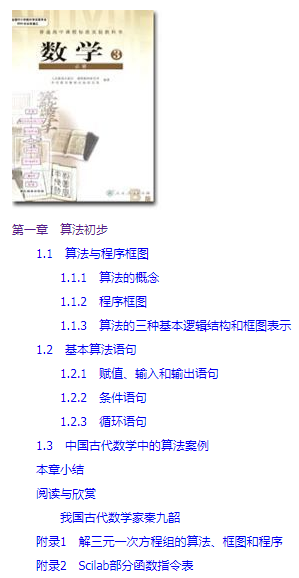 普通高中课程标准实验教科书
数学 3
必修
第一章 算法初步
1.1 算法与程序框图
1.1.1 算法的概念
1.1.2 程序框图
1.1.3 算法的三种基本逻辑结构和框图表示
1.2 基本算法语句
1.2.1 赋值、输入和输出语句
1.2.2 条件语句
1.2.3 循环语句
1.3 中国古代数学中的算法案例
本章小结
阅读与欣赏
我国古代数学家秦九韶
附录1 解三元一次方程组的算法、框图和程序
附录2 Scilab部分函数指令表